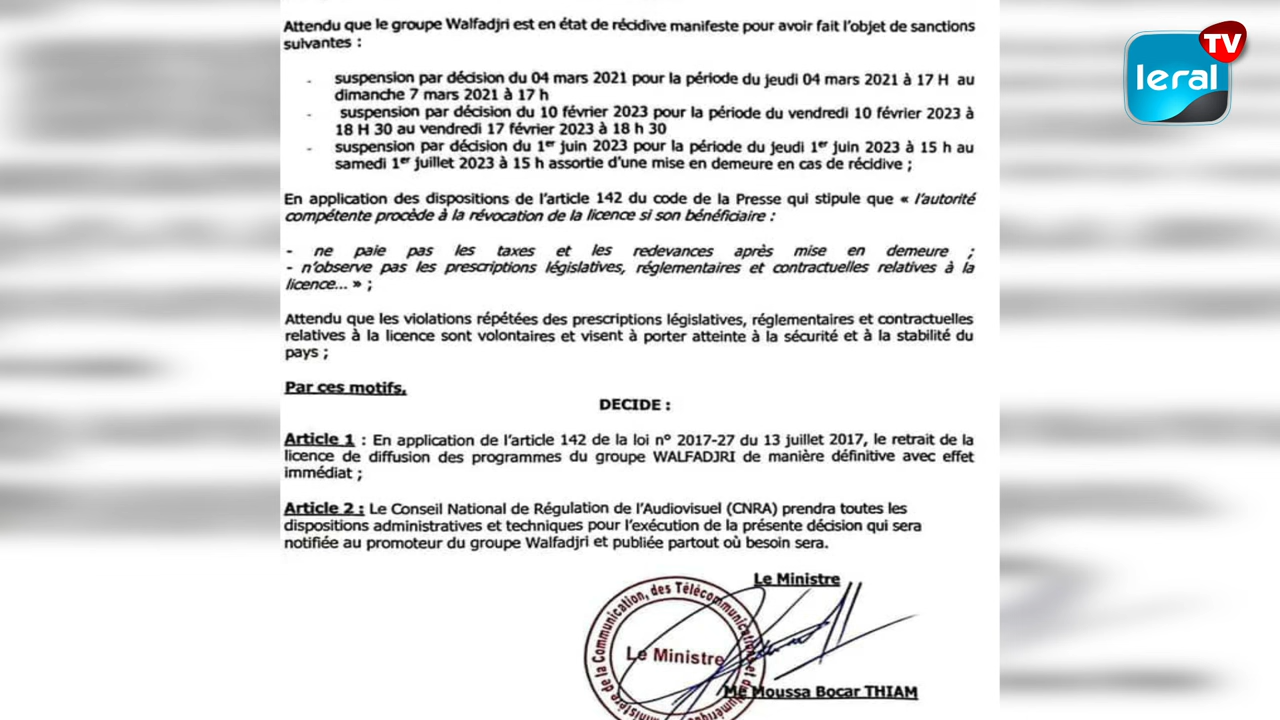 Attendu que le groupe Walfadjri est en état de récidive manifeste pour avoir fait l'objet de sanctions
suivantes :
- suspension par décision du 04 mars 2021 pour la période du jeudi 04 mars 2021 à 17 H au
dimanche 7 mars 2021 à 17 h
- suspension par décision du 10 février 2023 pour la période du vendredi 10 février 2023 à
18 H 30 au vendredi 17 février 2023 à 18 h 30
- suspension par décision du 1er juin 2023 pour la période du jeudi 1er juin 2023 à 15 h au
samedi 1er juillet 2023 à 15 h assortie d'une mise en demeure en cas de récidive ;
En application des dispositions de l'article 142 du code de la Presse qui stipule que « l'autorité
compétente procède à la révocation de la licence si son bénéficiaire :
- ne paie pas les taxes et les redevances après mise en demeure ;
- n'observe pas les prescriptions législatives, réglementaires et contractuelles relatives à la
licence... » ;
Attendu que les violations répétées des prescriptions législatives, réglementaires et contractuelles
relatives à la licence sont volontaires et visent à porter atteinte à la sécurité et à la stabilité du
pays ;
Par ces motifs,
DECIDE :
Article 1 : En application de l'article 142 de la loi n° 2017-27 du 13 juillet 2017, le retrait de la
licence de diffusion des programmes du groupe WALFADJRI de manière définitive avec effet
immédiat ;
Article 2 : Le Conseil National de Régulation de l'Audiovisuel (CNRA) prendra toutes les
dispositions administratives et techniques pour l'exécution de la présente décision qui sera
notifiée au promoteur du groupe Walfadjri et publiée partout où besoin sera.
Le Ministre
Ministère de la Communication, des Télécommunications et du Numérique
Le Ministre
Me Moussa Bocar THIAM
leral TV